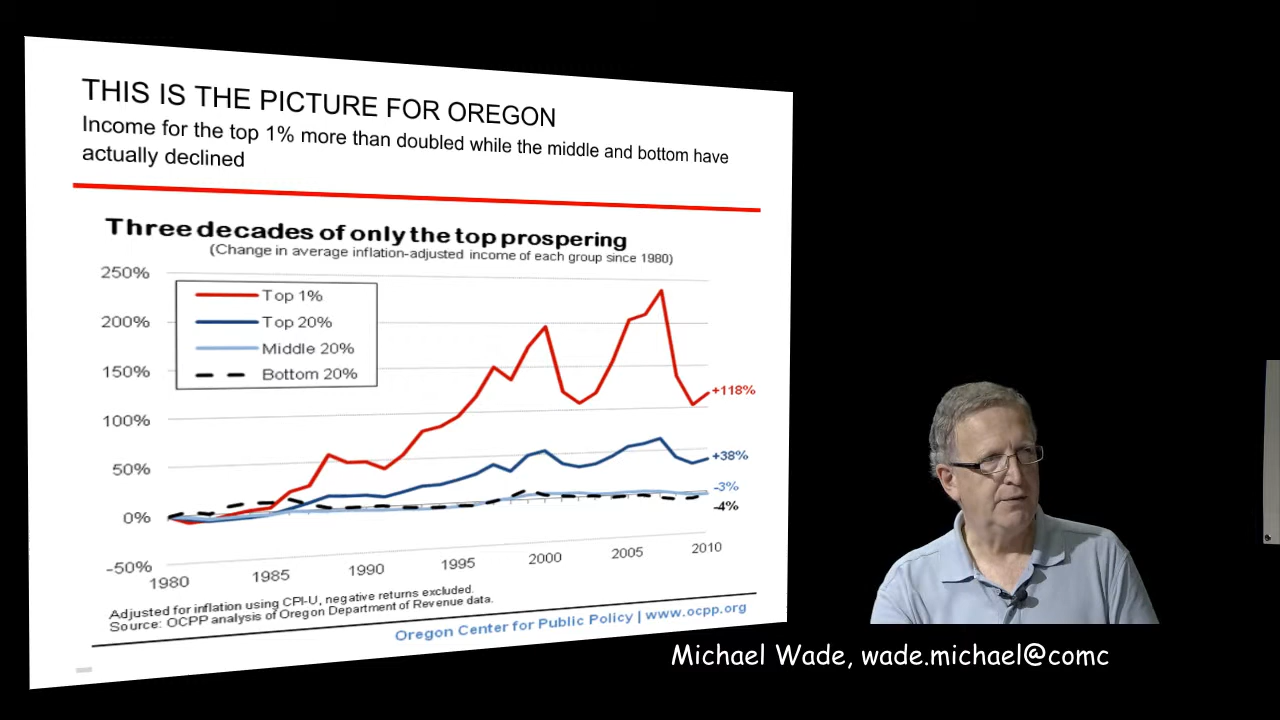 THIS IS THE PICTURE FOR OREGON
Income for the top 1% more than doubled while the middle and bottom have
actually declined
Three decades of only the top prospering
(Change in average inflation-adjusted income of each group since 1980)
250%
200%
150%
100%
50%
0%
-50%
Top 1%
Top 20%
Middle 20%
Bottom 20%
+118%
+38%
-3%
-4%
1980
1985
1990
1995
2000
2005
2010
Adjusted for inflation using CPI-U, negative returns excluded.
Source: OCPP analysis of Oregon Department of Revenue data.
Oregon Center for Public Policy | www.ocpp.org
Michael Wade, wade.michael@comc